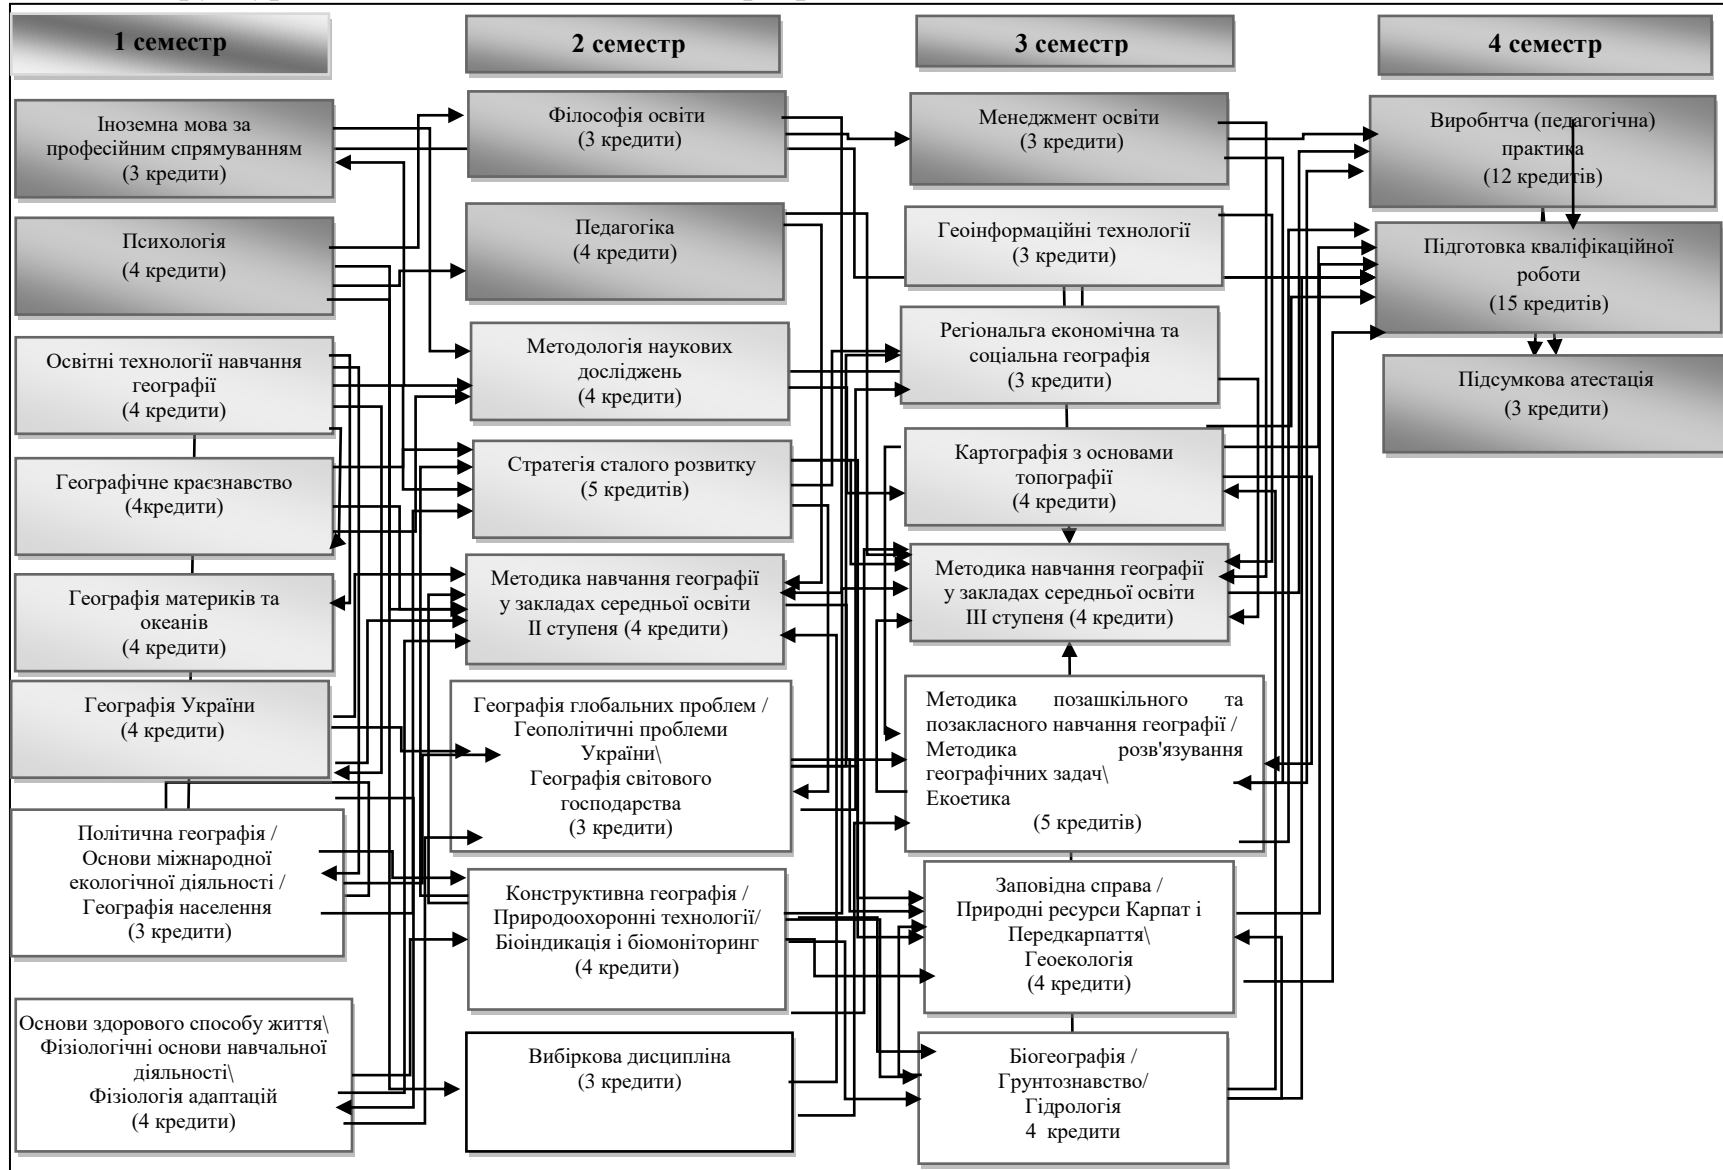 1 семестр
Іноземна мова за
професійним спрямуванням
(3 кредити)
Психологія
(4 кредити)
Освітні технології навчання
географії
(4 кредити)
Географічне краєзнавство
(4кредити)
Географія материків та
океанів
(4 кредити)
Географія України
(4 кредити)
Політична географія /
Основи міжнародної
екологічної діяльності /
Географія населення
(3 кредити)
Основи здорового способу життя\
Фізіологічні основи навчальної
діяльності\
Фізіологія адаптацій
(4 кредити)
2 семестр
Філософія освіти
(3 кредити)
Педагогіка
(4 кредити)
Методологія наукових
досліджень
(4 кредити)
Стратегія сталого розвитку
(5 кредитів)
Методика навчання географії
у закладах середньої освіти
ІІ ступеня (4 кредити)
Географія глобальних проблем /
Геополітичні проблеми
України\
Географія світового
господарства
(3 кредити)
Конструктивна географія /
Природоохоронні технології/
Біоіндикація і біомоніторинг
(4 кредити)
Вибіркова дисципліна
(3 кредити)
3 семестр
Менеджмент освіти
(3 кредити)
Геоінформаційні технології
(3 кредити)
Регіональга економічна та
соціальна географія
(3 кредити)
Картографія з основами
топографії
(4 кредити)
Методика навчання географії
у закладах середньої освіти
ІІІ ступеня (4 кредити)
Методика позашкільного та
позакласного навчання географії /
Методика розв'язування
географічних задач\
Екоетика
(5 кредитів)
Заповідна справа /
Природні ресурси Карпат і
Передкарпаття\
Геоекологія
(4 кредити)
Біогеографія /
Грунтознавство/
Гідрологія
4 кредити
4 семестр
Виробнтча (педагогічна)
практика
(12 кредитів)
Підготовка кваліфікаційної
роботи
(15 кредитів)
Підсумкова атестація
(3 кредити)